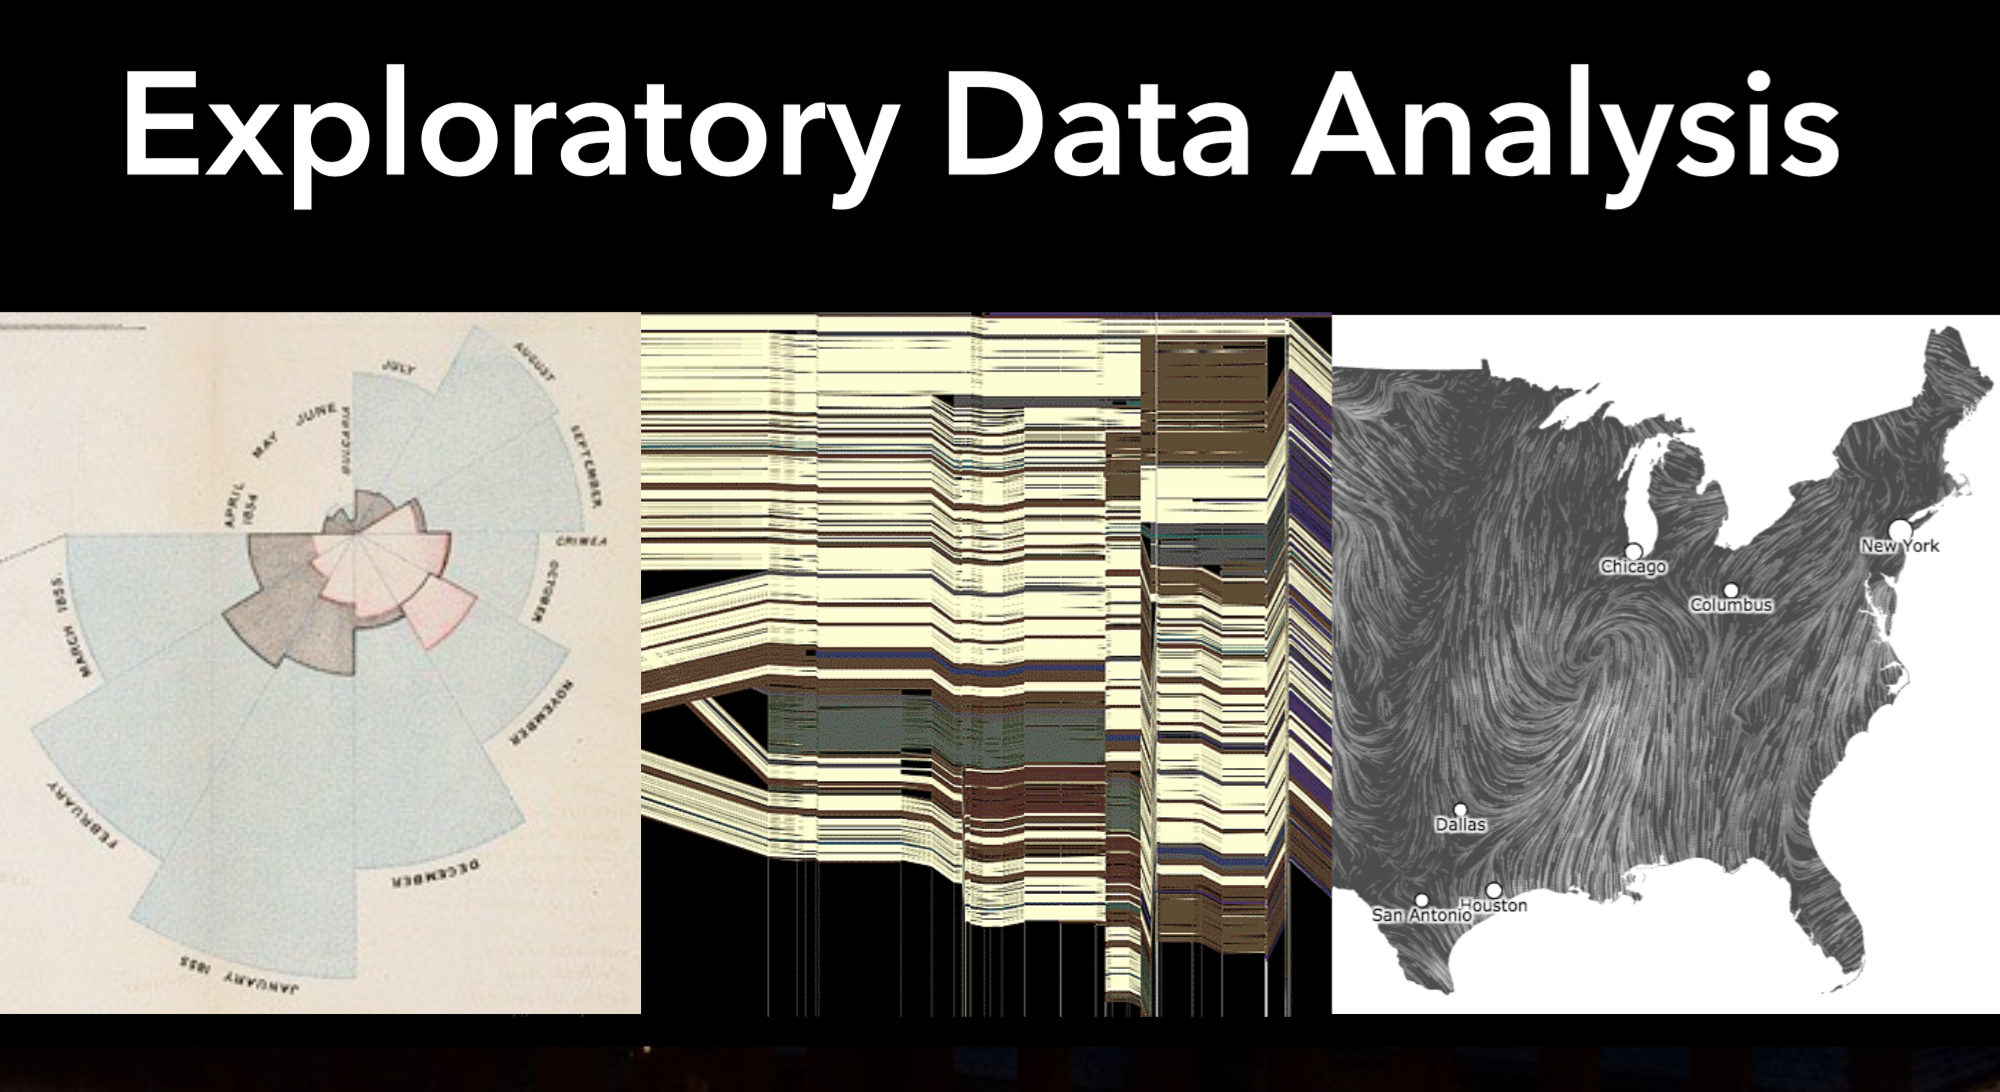 Exploratory Data Analysis
JULY
AUGUST
SEPTEMBER
CRIMEA
OCTOBER
NOVEMBER
DECEMBER
JANUARY 1855
FEBRUARY
MARCH 1855
APRIL
1854
MAY
JUNE
BULGARIA
New York
Chicago
Columbus
Dallas
San Antonio
Houston